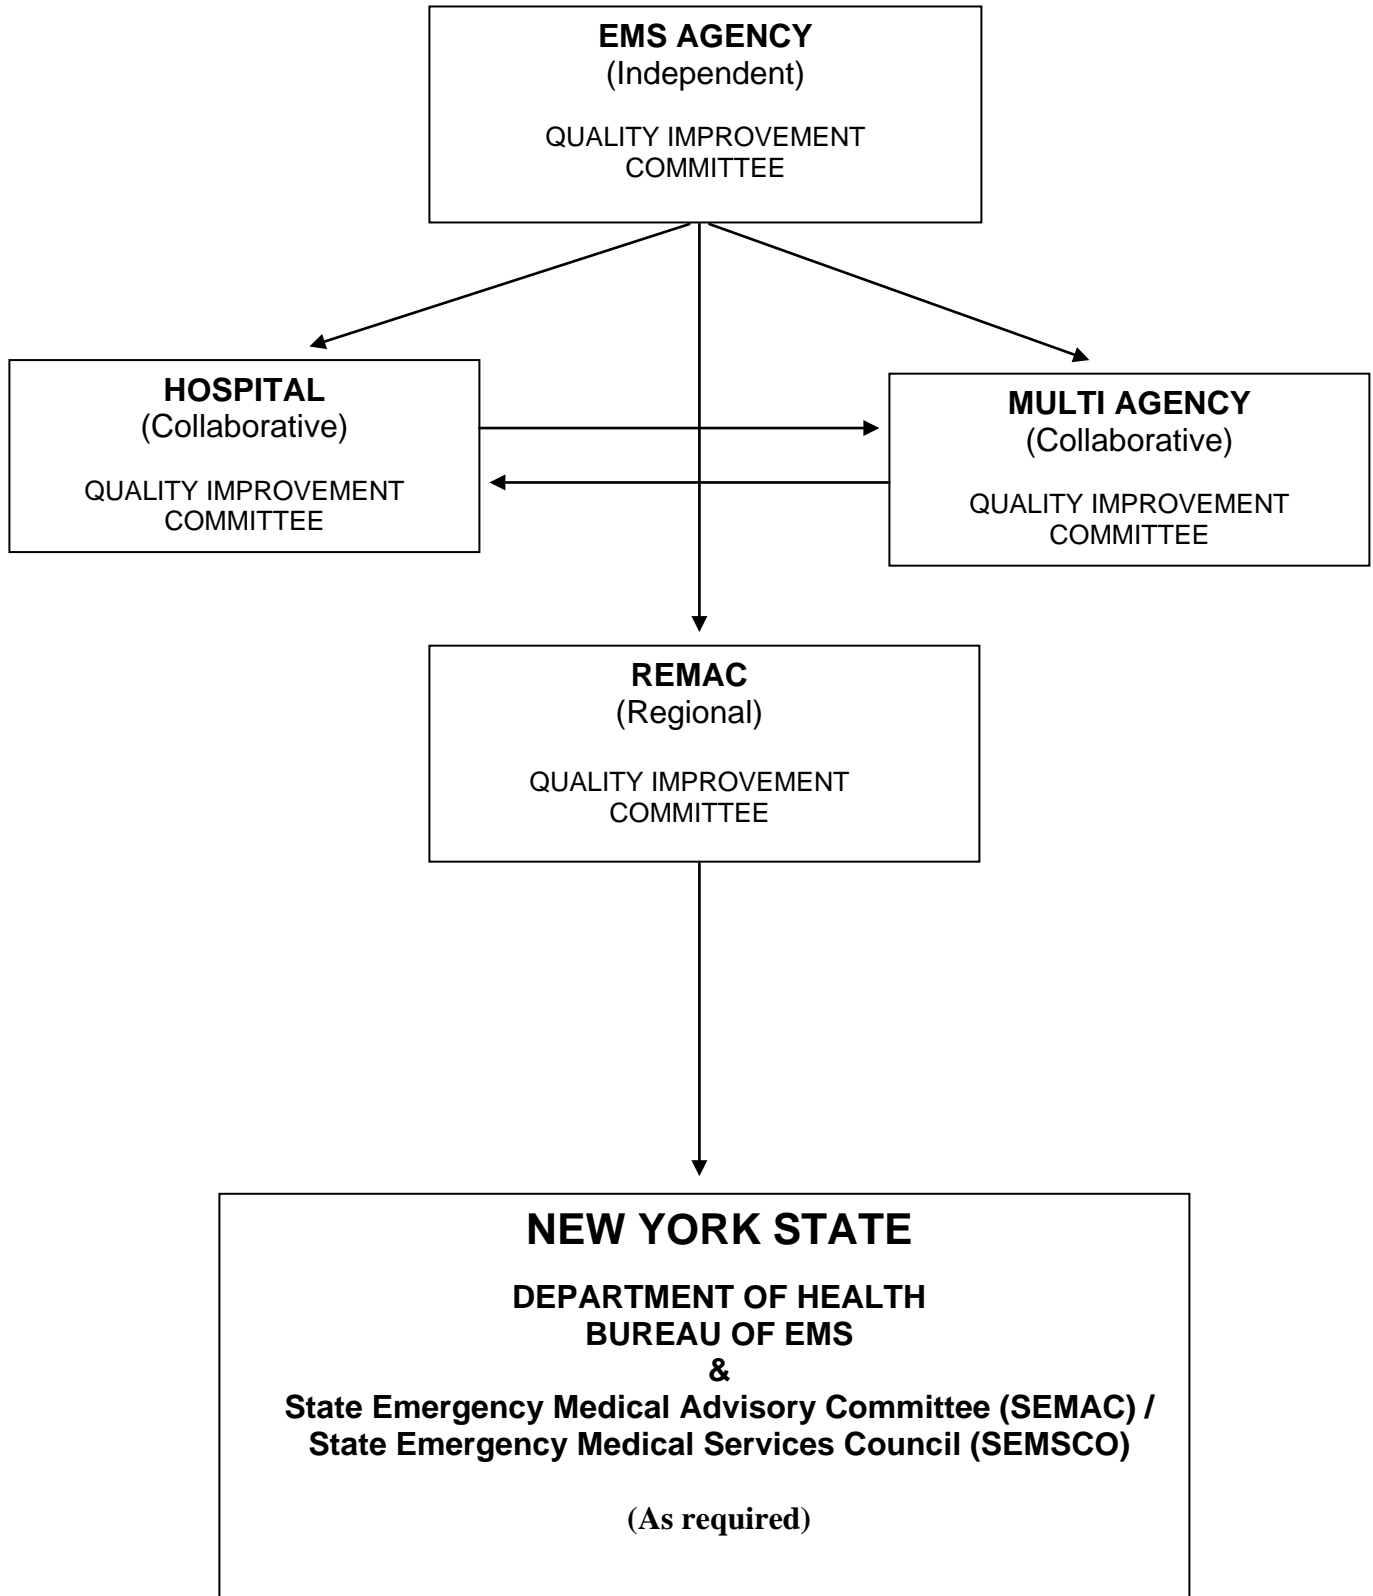 EMS AGENCY
(Independent)
QUALITY IMPROVEMENT
COMMITTEE
HOSPITAL
(Collaborative)
QUALITY IMPROVEMENT
COMMITTEE
MULTI AGENCY
(Collaborative)
QUALITY IMPROVEMENT
COMMITTEE
REMAC
(Regional)
QUALITY IMPROVEMENT
COMMITTEE
NEW YORK STATE
DEPARTMENT OF HEALTH
BUREAU OF EMS
&
State Emergency Medical Advisory Committee (SEMAC) /
State Emergency Medical Services Council (SEMSCO)
(As required)